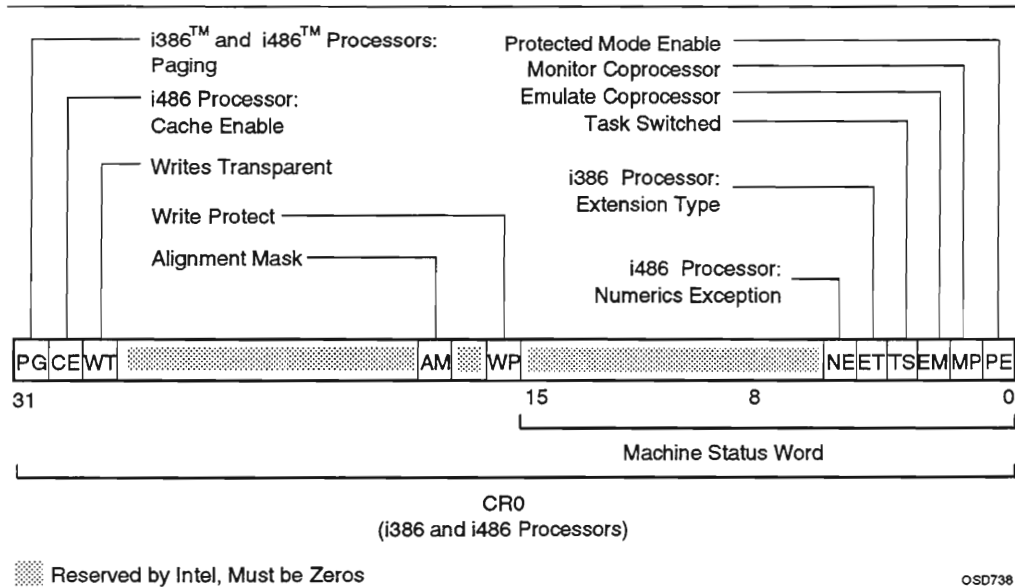 i386™ and i486™ Processors:
Paging
i486 Processor:
Cache Enable
Writes Transparent
Write Protect
Alignment Mask
Protected Mode Enable
Monitor Coprocessor
Emulate Coprocessor
Task Switched
i386 Processor:
Extension Type
i486 Processor:
Numerics Exception
PG CE WT AM WP NE ET TS EM MP PE
31 15 8 0
Machine Status Word
CR0
(i386 and i486 Processors)
Reserved by Intel, Must be Zeros
OSD738